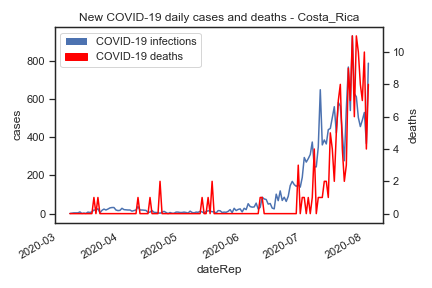 New COVID-19 daily cases and deaths - Costa_Rica
COVID-19 infections
COVID-19 deaths
800
600
400
200
0
cases
10
8
6
4
2
0
deaths
2020-03
2020-04
2020-05
2020-06
2020-07
2020-08
dateRep